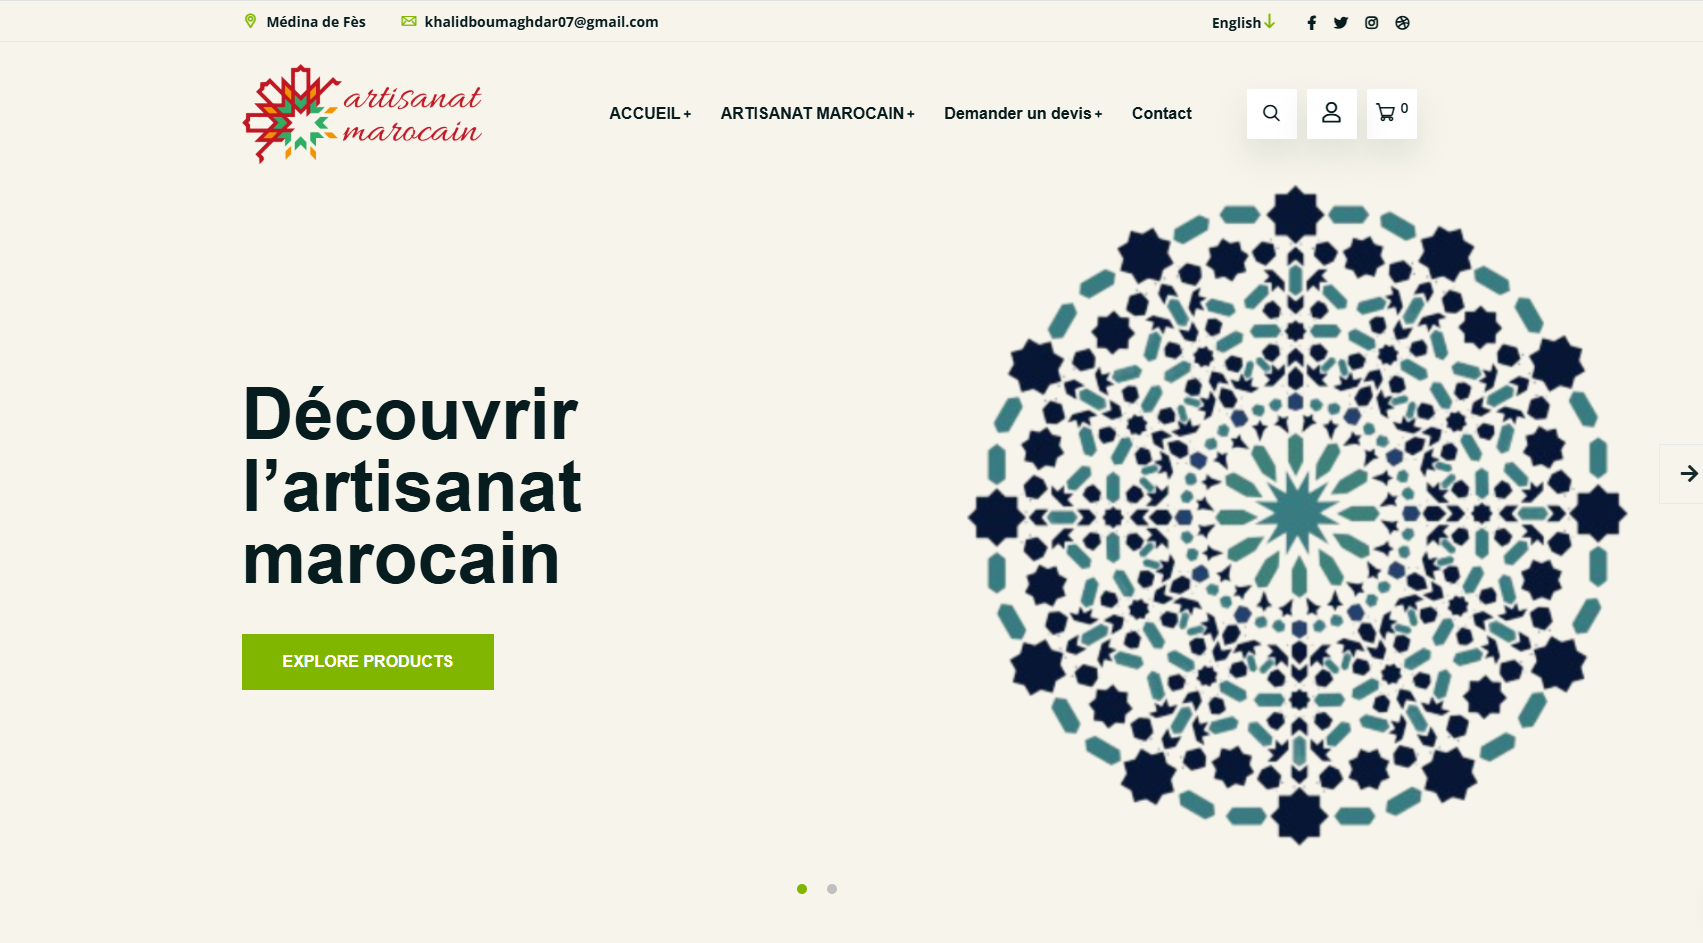 Médina de Fès
khalidboumaghdar07@gmail.com
English
artisanat
marocain
ACCUEIL+
ARTISANAT MAROCAIN+
Demander un devis+
Contact
0
Découvrir
l’artisanat
marocain
EXPLORE PRODUCTS